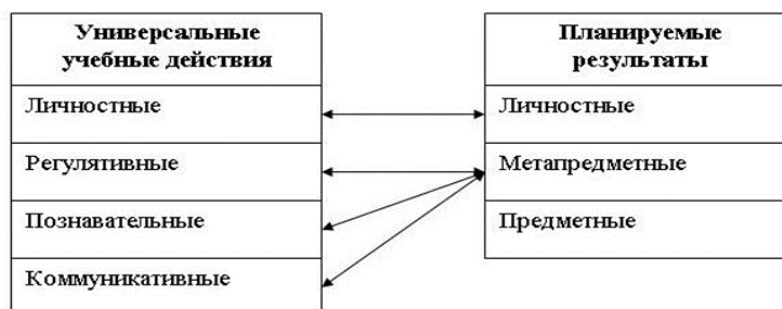 Универсальные
учебные действия
Личностные
Регулятивные
Познавательные
Коммуникативные
Планируемые
результаты
Личностные
Метапредметные
Предметные